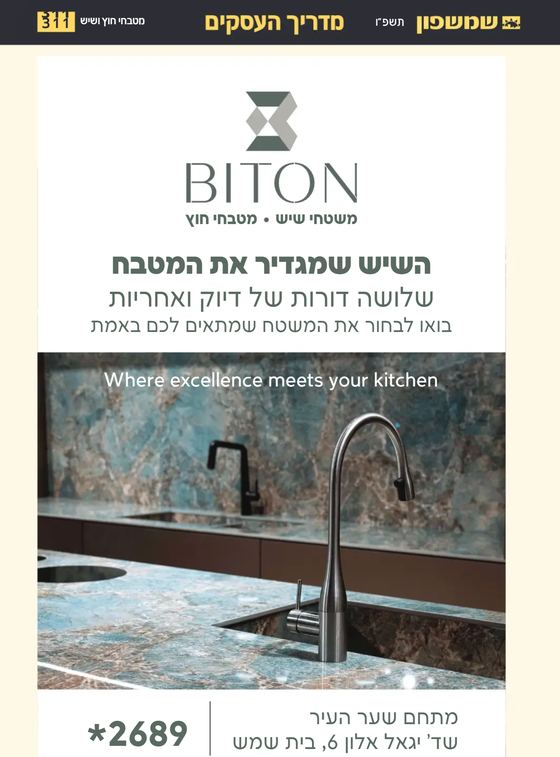 שמשפון תשפ"ו מדריך העסקים מטבחי חוץ ושיש 311
BITON
משטחי שיש • מטבחי חוץ
השיש שמגדיר את המטבח
שלושה דורות של דיוק ואחריות
בואו לבחור את המשטח שמתאים לכם באמת
Where excellence meets your kitchen
מתחם שער העיר
שד' יגאל אלון 6, בית שמש
*2689